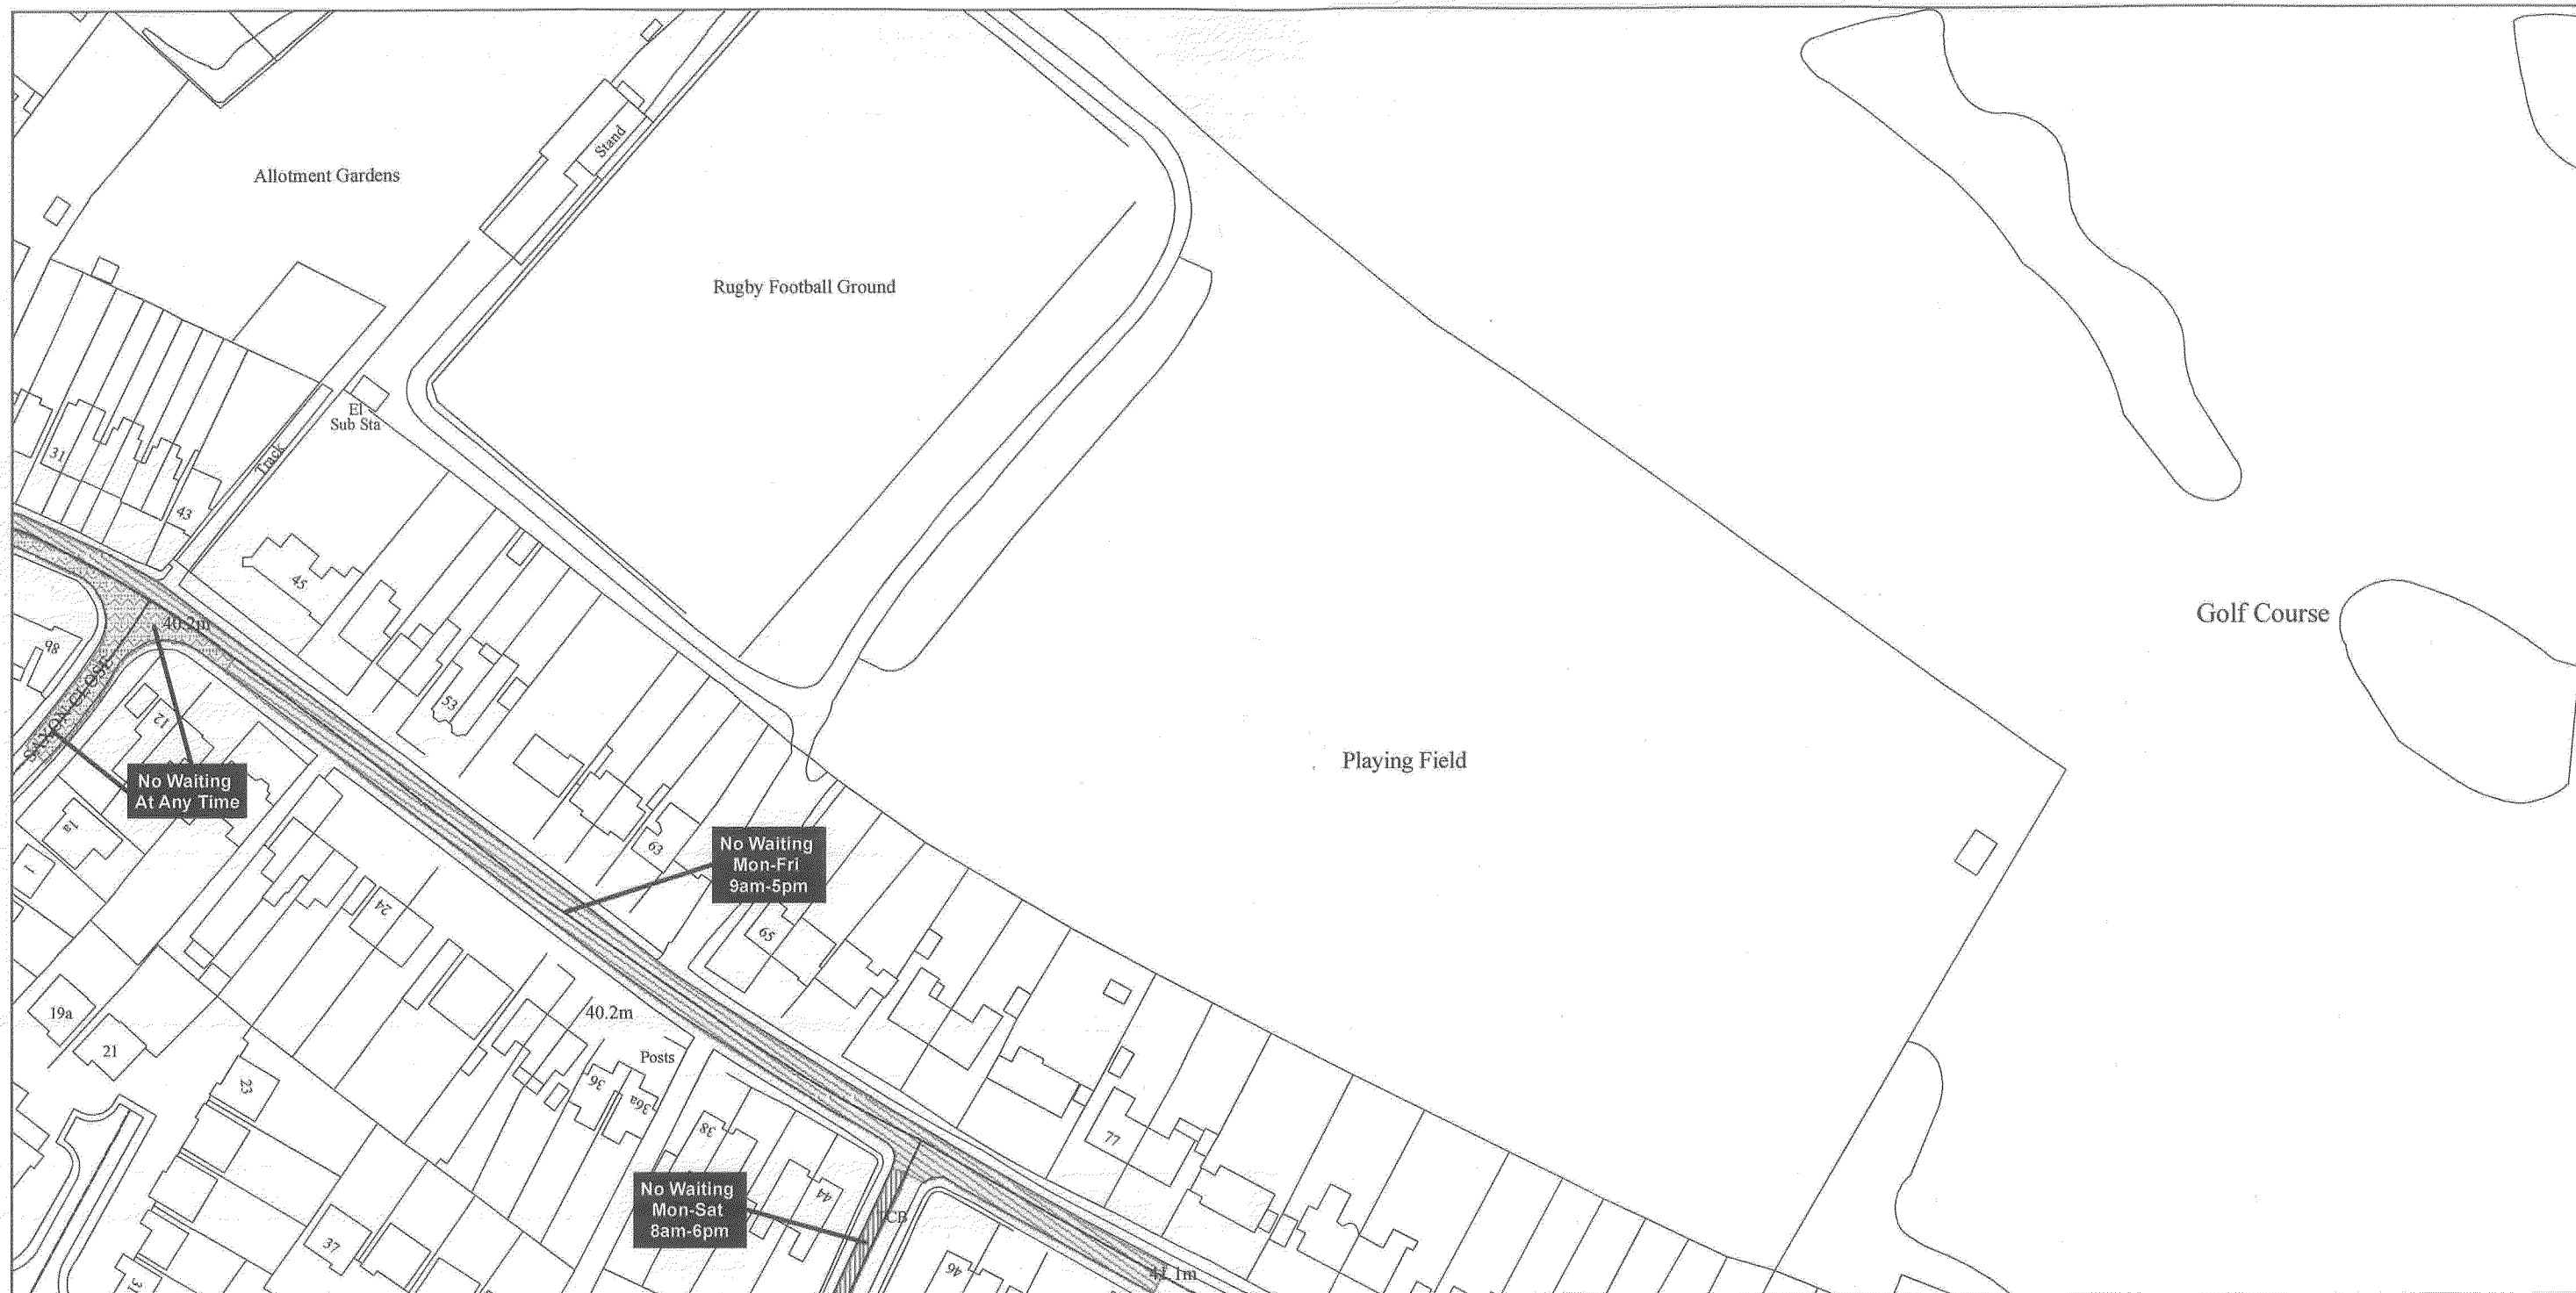 Allotment Gardens
Stand
Rugby Football Ground
El
Sub Sta
Track
31
43
45
53
63
65
77
40.2m
9B
SAXON CLOSE
12
1a
1
No Waiting
At Any Time
No Waiting
Mon-Fri
9am-5pm
Golf Course
Playing Field
24
19a
21
23
40.2m
Posts
36
36a
38
44
No Waiting
Mon-Sat
8am-6pm
37
46
41.1m